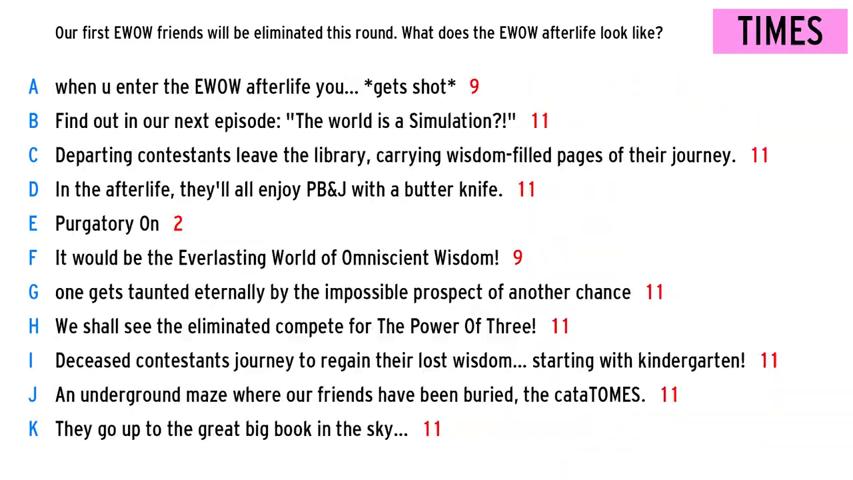 Our first EWOW friends will be eliminated this round. What does the EWOW afterlife look like?
TIMES
A when u enter the EWOW afterlife you... *gets shot* 9
B Find out in our next episode: "The world is a Simulation?!" 11
C Departing contestants leave the library, carrying wisdom-filled pages of their journey. 11
D In the afterlife, they'll all enjoy PB&J with a butter knife. 11
E Purgatory On 2
F It would be the Everlasting World of Omniscient Wisdom! 9
G one gets taunted eternally by the impossible prospect of another chance 11
H We shall see the eliminated compete for The Power Of Three! 11
I Deceased contestants journey to regain their lost wisdom... starting with kindergarten! 11
J An underground maze where our friends have been buried, the cataTOMES. 11
K They go up to the great big book in the sky... 11